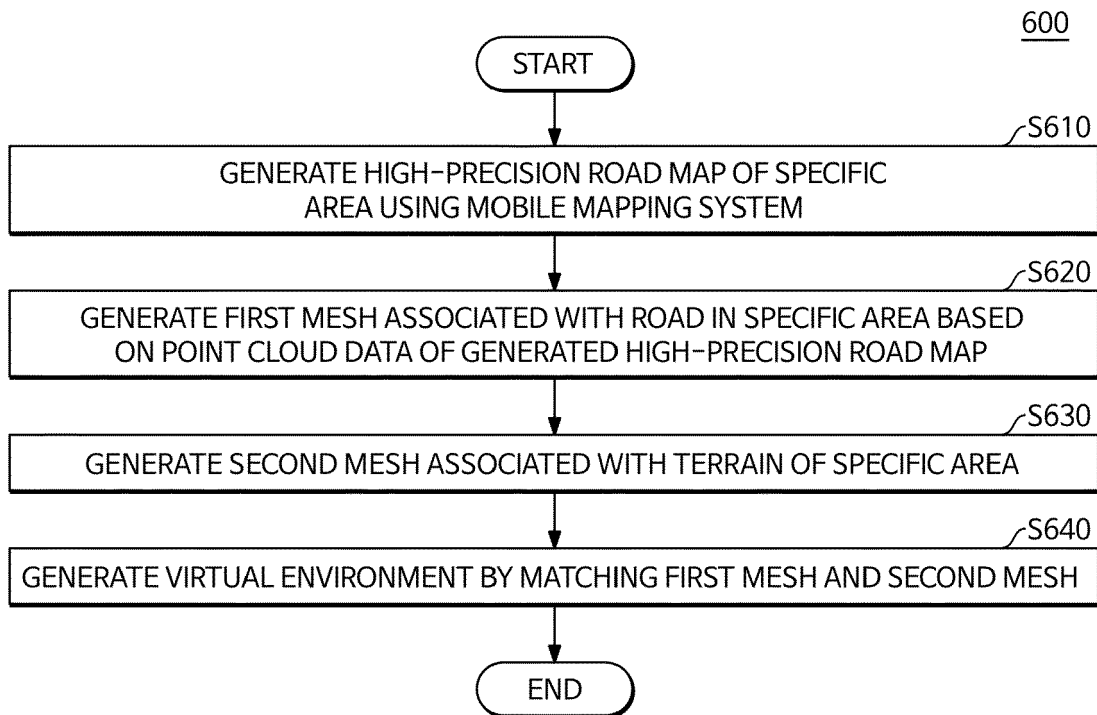 600
START
S610
GENERATE HIGH-PRECISION ROAD MAP OF SPECIFIC
AREA USING MOBILE MAPPING SYSTEM
S620
GENERATE FIRST MESH ASSOCIATED WITH ROAD IN SPECIFIC AREA BASED
ON POINT CLOUD DATA OF GENERATED HIGH-PRECISION ROAD MAP
S630
GENERATE SECOND MESH ASSOCIATED WITH TERRAIN OF SPECIFIC AREA
S640
GENERATE VIRTUAL ENVIRONMENT BY MATCHING FIRST MESH AND SECOND MESH
END